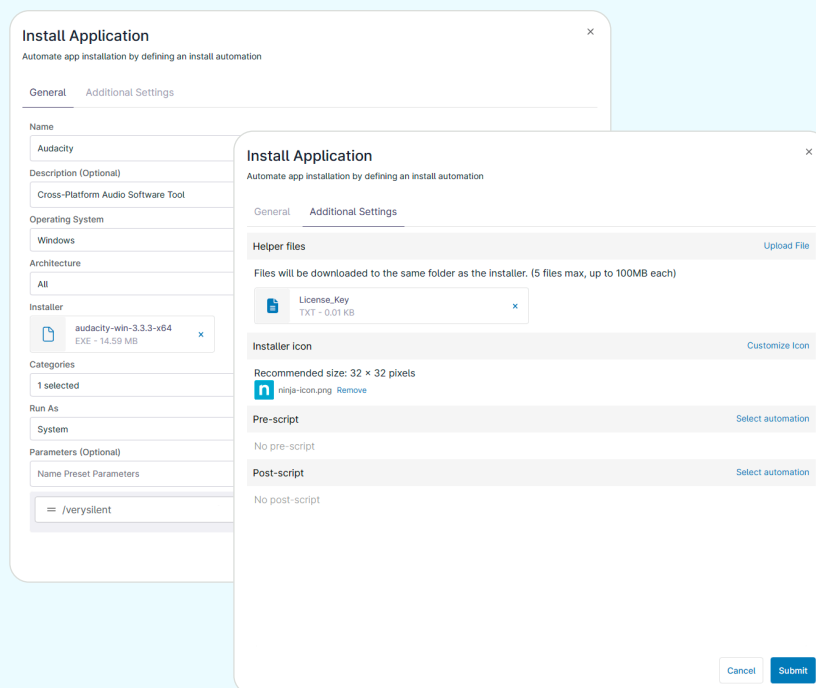 Install Application
Automate app installation by defining an install automation
General Additional Settings
Name
Audacity
Description (Optional)
Cross-Platform Audio Software Tool
Operating System
Windows
Architecture
All
Installer
audacity-win-3.3.3-x64
EXE - 14.59 MB
Categories
1 selected
Run As
System
Parameters (Optional)
Name Preset Parameters
/verysilent
Install Application
Automate app installation by defining an install automation
General Additional Settings
Helper files Upload File
Files will be downloaded to the same folder as the installer. (5 files max, up to 100MB each)
License_Key
TXT - 0.01 KB
Installer icon Customize Icon
Recommended size: 32 × 32 pixels
n ninja-icon.png Remove
Pre-script Select automation
No pre-script
Post-script Select automation
No post-script
Cancel Submit